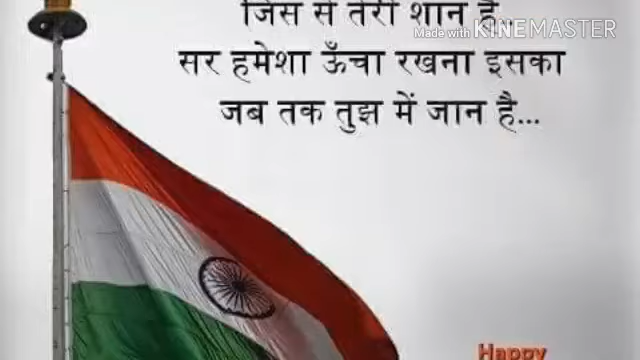 जिस से तेरी शान है..
Made with KINEMASTER
सर हमेशा ऊँचा रखना इसका
जब तक तुझ में जान है...
Happy